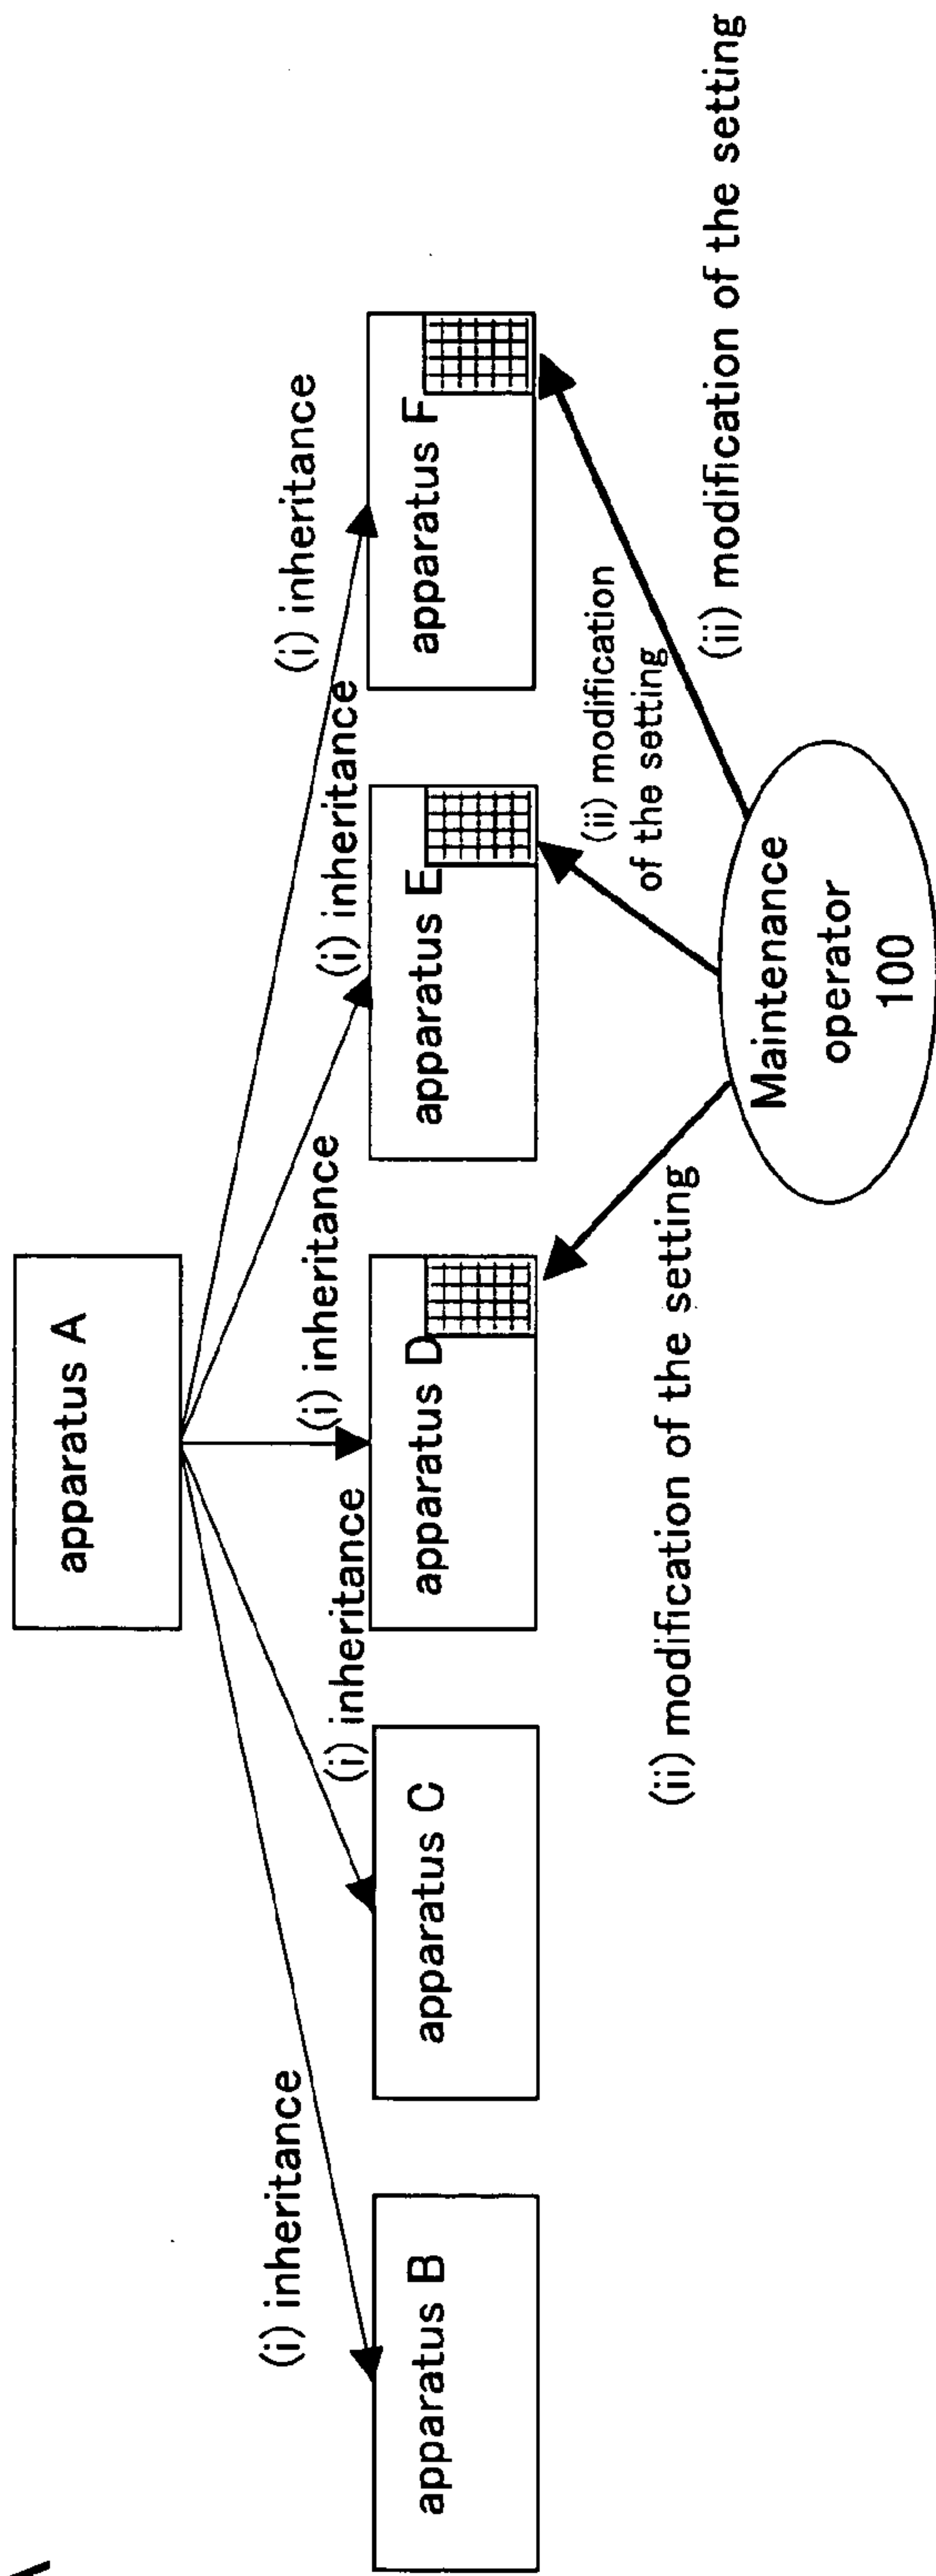 apparatus A
(i) inheritance
(i) inheritance
(i) inheritance
(i) inheritance
(i) inheritance
apparatus B
apparatus C
apparatus D
apparatus E
apparatus F
(ii) modification of the setting
(ii) modification
of the setting
(ii) modification of the setting
Maintenance
operator
100